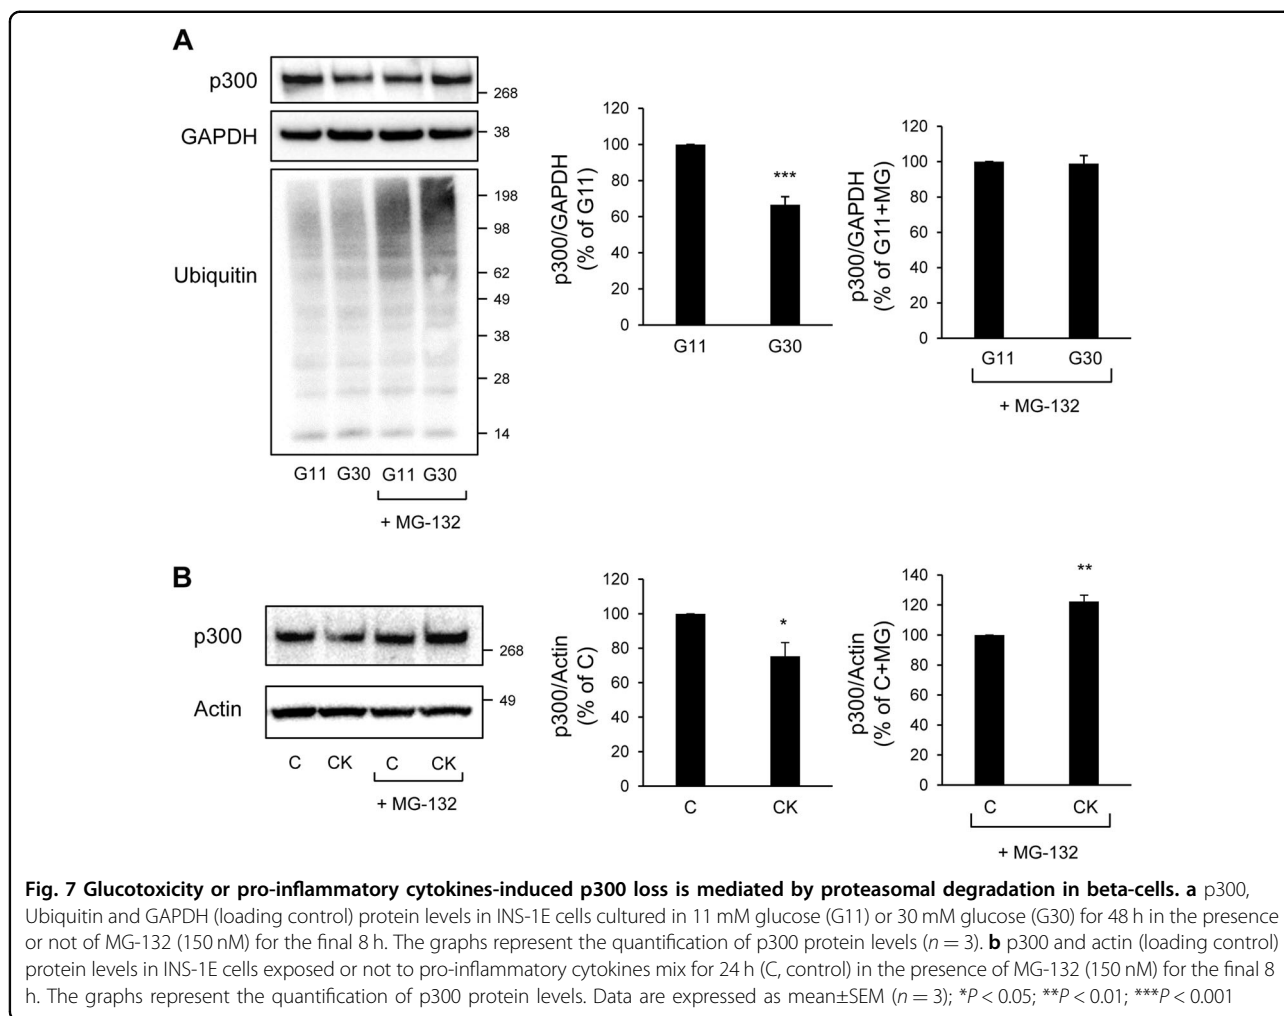 A
p300
268
GAPDH
38
Ubiquitin
198
98
62
49
38
28
14
G11 G30 G11 G30
+ MG-132
p300/GAPDH
(% of G11)
120
100
80
60
40
20
0
***
G11 G30
p300/GAPDH
(% of G11+MG)
120
100
80
60
40
20
0
G11 G30
+ MG-132
B
p300
268
Actin
49
C CK C CK
+ MG-132
p300/Actin
(% of C)
120
100
80
60
40
20
0
*
C CK
p300/Actin
(% of C+MG)
140
120
100
80
60
40
20
0
**
C CK
+ MG-132
Fig. 7 Glucotoxicity or pro-inflammatory cytokines-induced p300 loss is mediated by proteasomal degradation in beta-cells. a p300,
Ubiquitin and GAPDH (loading control) protein levels in INS-1E cells cultured in 11 mM glucose (G11) or 30 mM glucose (G30) for 48 h in the presence
or not of MG-132 (150 nM) for the final 8 h. The graphs represent the quantification of p300 protein levels (n = 3). b p300 and actin (loading control)
protein levels in INS-1E cells exposed or not to pro-inflammatory cytokines mix for 24 h (C, control) in the presence of MG-132 (150 nM) for the final 8
h. The graphs represent the quantification of p300 protein levels. Data are expressed as mean±SEM (n = 3); *P < 0.05; **P < 0.01; ***P < 0.001